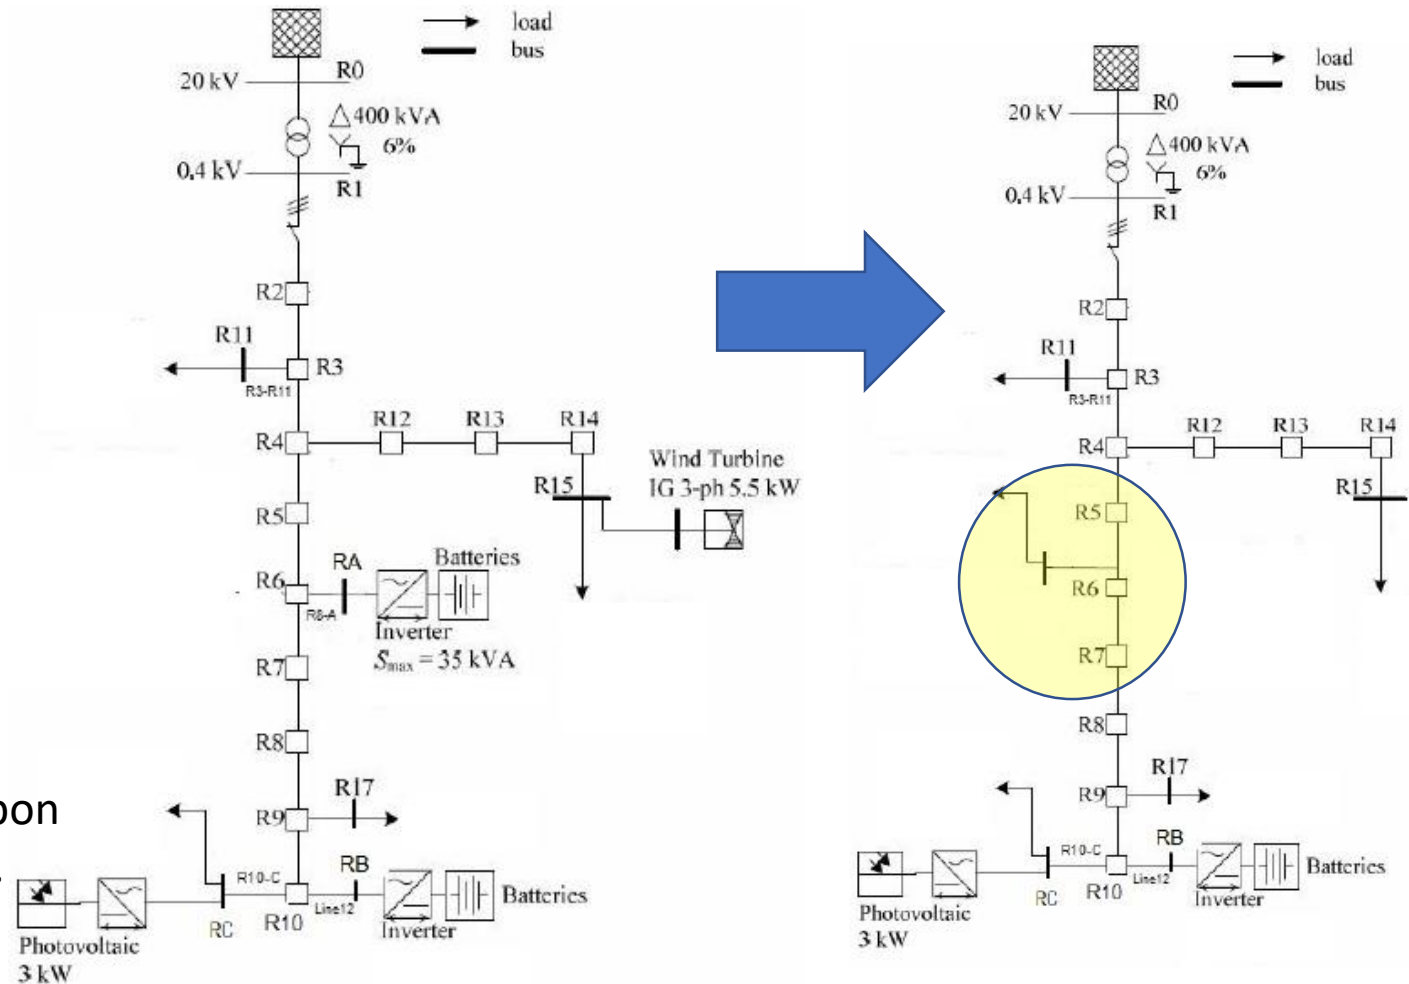 load
bus
20 kV
R0
400 kVA
6%
0.4 kV
R1
R2
R11
R3
R3-R11
R4
R12
R13
R14
R15
Wind Turbine
IG 3-ph 5.5 kW
R5
RA
Batteries
R6
R8-A
Inverter
Smax = 35 kVA
R7
R8
R17
R9
R10-C
RB
Batteries
Line12
RC
R10
Inverter
Photovoltaic
3 kW
load
bus
20 kV
R0
400 kVA
6%
0.4 kV
R1
R2
R11
R3
R3-R11
R4
R12
R13
R14
R15
R5
R6
R7
R8
R17
R9
R10-C
RB
Batteries
Line12
RC
R10
Inverter
Photovoltaic
3 kW